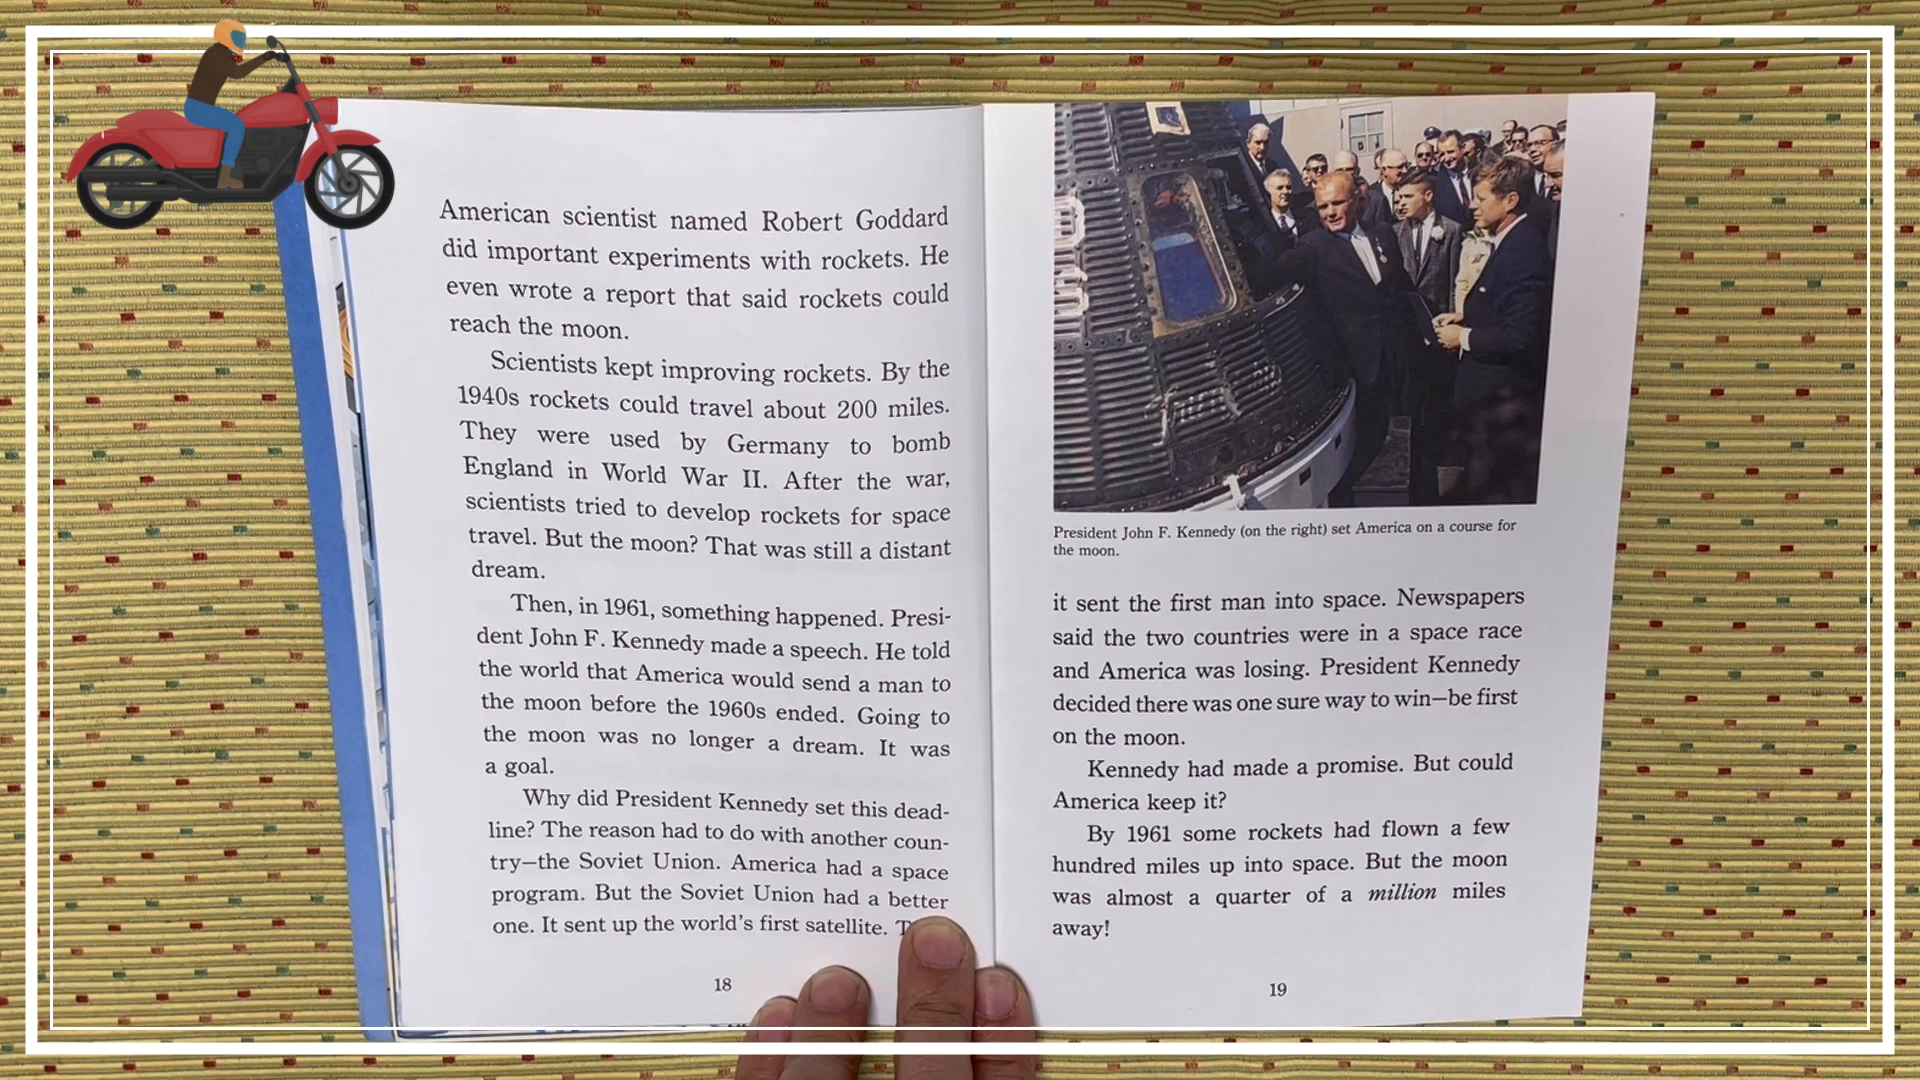 American scientist named Robert Goddard
did important experiments with rockets. He
even wrote a report that said rockets could
reach the moon.
Scientists kept improving rockets. By the
1940s rockets could travel about 200 miles.
They were used by Germany to bomb
England in World War II. After the war,
scientists tried to develop rockets for space
travel. But the moon? That was still a distant
dream.
Then, in 1961, something happened. Presi-
dent John F. Kennedy made a speech. He told
the world that America would send a man to
the moon before the 1960s ended. Going to
the moon was no longer a dream. It was
a goal.
Why did President Kennedy set this dead-
line? The reason had to do with another coun-
try—the Soviet Union. America had a space
program. But the Soviet Union had a better
one. It sent up the world's first satellite.
18
President John F. Kennedy (on the right) set America on a course for
the moon.
it sent the first man into space. Newspapers
said the two countries were in a space race
and America was losing. President Kennedy
decided there was one sure way to win—be first
on the moon.
Kennedy had made a promise. But could
America keep it?
By 1961 some rockets had flown a few
hundred miles up into space. But the moon
was almost a quarter of a million miles
away!
19